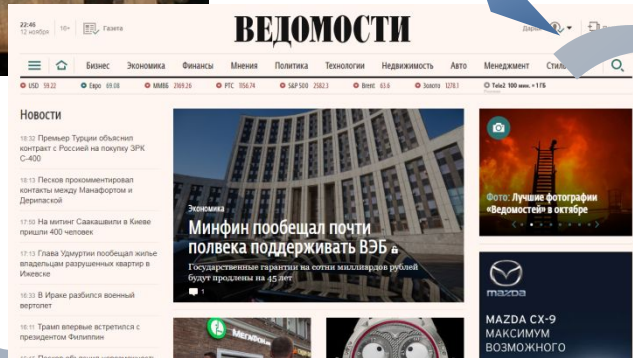 22:46
12 ноября
16+
Газета
ВЕДОМОСТИ
Бизнес Экономика Финансы Мнения Политика Технологии Недвижимость Авто Менеджмент
USD 59.22 Евро 69.08 ММВБ 2169.26 РТС 1156.74 S&P 500 2582.3 Brent 63.6 Золото 1278.1 Tele2 100 мин. + 1 ГБ
Новости
18:32 Премьер Турции объяснил
контракт с Россией на покупку ЗРК
С-400
18:13 Песков прокомментировал
контакты между Манафортом и
Дерипаской
17:50 На митинг Саакашвили в Киеве
пришли 400 человек
17:13 Глава Удмуртии пообещал жилье
владельцам разрушенных квартир в
Ижевске
16:33 В Ираке разбился военный
вертолет
16:11 Трамп впервые встретился с
президентом Филиппин
Экономика
Минфин пообещал почти
полвека поддерживать ВЭБ
Государственные гарантии на сотни миллиардов рублей
будут продлены на 45 лет
1
МегаФон
Фото: Лучшие фотографии
«Ведомостей» в октябре
mazda
MAZDA CX-9
МАКСИМУМ
ВОЗМОЖНОГО